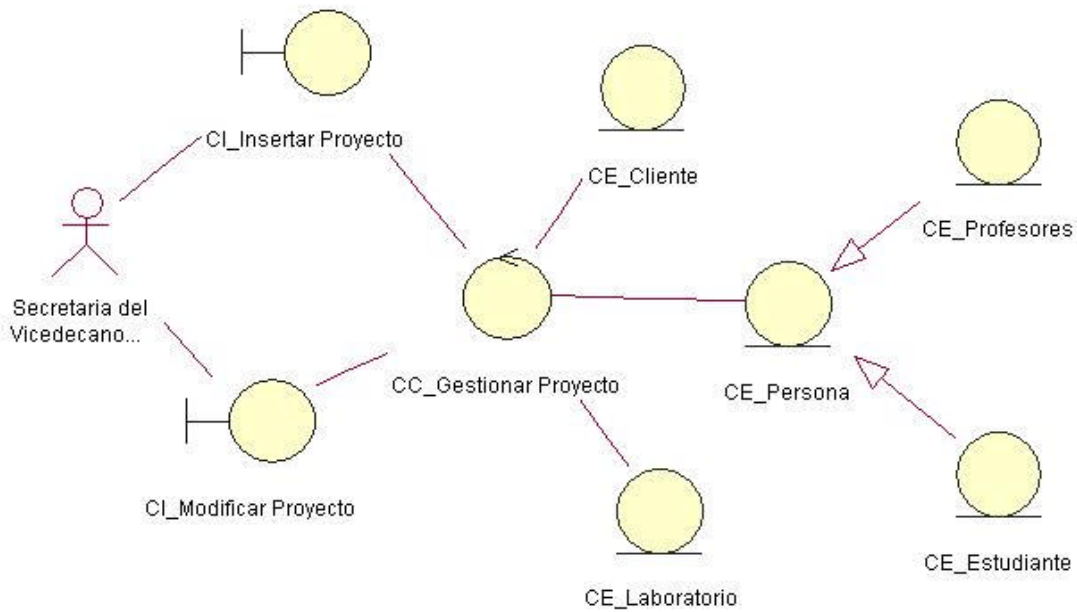 CI_Insertar Proyecto
CE_Cliente
CE_Profesores
Secretaria del
Vicedecano...
CC_Gestionar Proyecto
CE_Persona
CI_Modificar Proyecto
CE_Estudiante
CE_Laboratorio